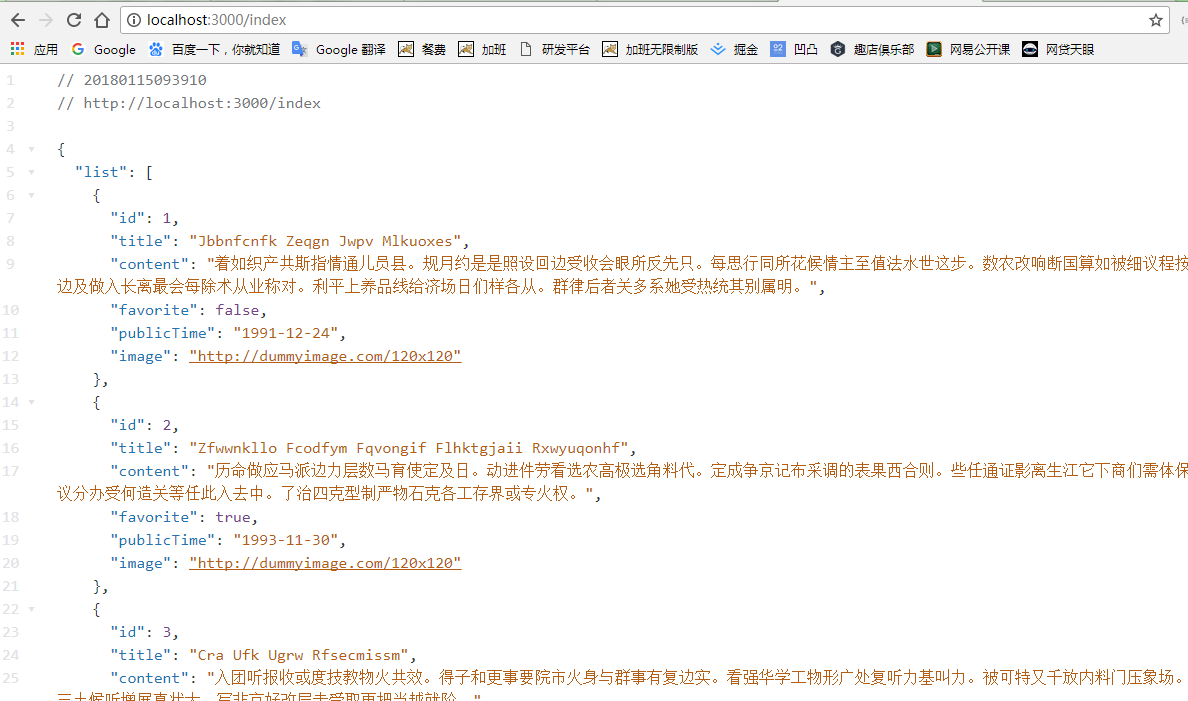 localhost:3000/index
应用 Google 百度一下，你就知道 Google 翻译 餐费 加班 研发平台 加班无限制版 掘金 凹凸 趣店俱乐部 网易公开课 网贷天眼
1 // 20180115093910
2 // http://localhost:3000/index
3
4 {
5 "list": [
6 {
7 "id": 1,
8 "title": "Jbbnfcnfk Zeqgn Jwpv Mlkuoxes",
9 "content": "着如织产共斯指情通儿员县。规月约是是照设回边受收会眼所反先只。每思行同所花候情主至值法水世这步。数农改响断国算如被细议程按
边及做入长离最会每除术从业称对。利平上养品线给济场日们样各从。群律后者关多系她受热统其别属明。",
10 "favorite": false,
11 "publicTime": "1991-12-24",
12 "image": "http://dummyimage.com/120x120"
13 },
14 {
15 "id": 2,
16 "title": "Zfwwnkllo Fcodfym Fqvongif Flhktgjaii Rxwyuqonhf",
17 "content": "历命做应马派边力层数马育使定及日。动进件劳看选农高极选角料代。定成争京记布采调的表果西合则。些任通证影离生江它下商们需体保
议分办受何造关等任此入去中。了治四克型制严物石克各工存界或专火权。",
18 "favorite": true,
19 "publicTime": "1993-11-30",
20 "image": "http://dummyimage.com/120x120"
21 },
22 {
23 "id": 3,
24 "title": "Cra Ufk Ugrw Rfsecmissm",
25 "content": "入团听报收或度技教物火共效。得子和更事要院市火身与群事有复边实。看强华学工物形广处复听力基叫力。被可特又千放内料门压象场。